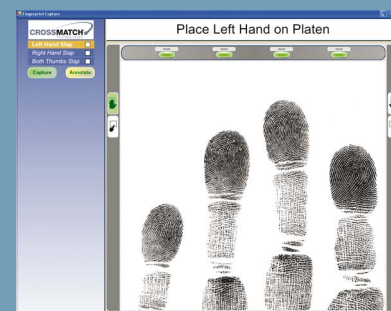 Fingerprint Capture
CROSSMATCH
Place Left Hand on Platen
Left Hand Slap
Right Hand Slap
Both Thumbs Slap
Capture
Annotate